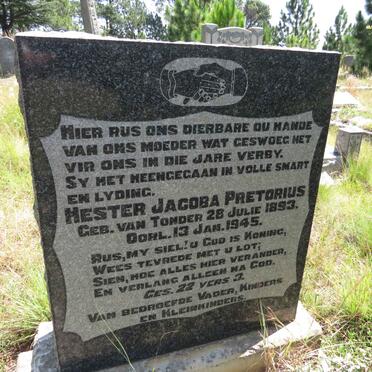 HIER RUS ONS DIERBARE OU HANDE
VAN ONS MOEDER WAT GESWOEG HET
VIR ONS IN DIE JARE VERBY.
SY HET HEENGEGAAN IN VOLLE SMART
EN LYDING.
HESTER JACOBA PRETORIUS
GEB. VAN TONDER 28 JULIE 1893.
OORL. 13 JAN. 1945.
RUS, MY SIEL! U GOD IS KONING,
WEES TEVREDE MET U LOT;
SIEN, HOE ALLES HIER VERANDER,
EN VERLANG ALLEEN NA GOD.
GES. 22 VERS 3.
VAN BEDROEFDE VADER, KINDERS
EN KLEINKINDERS.